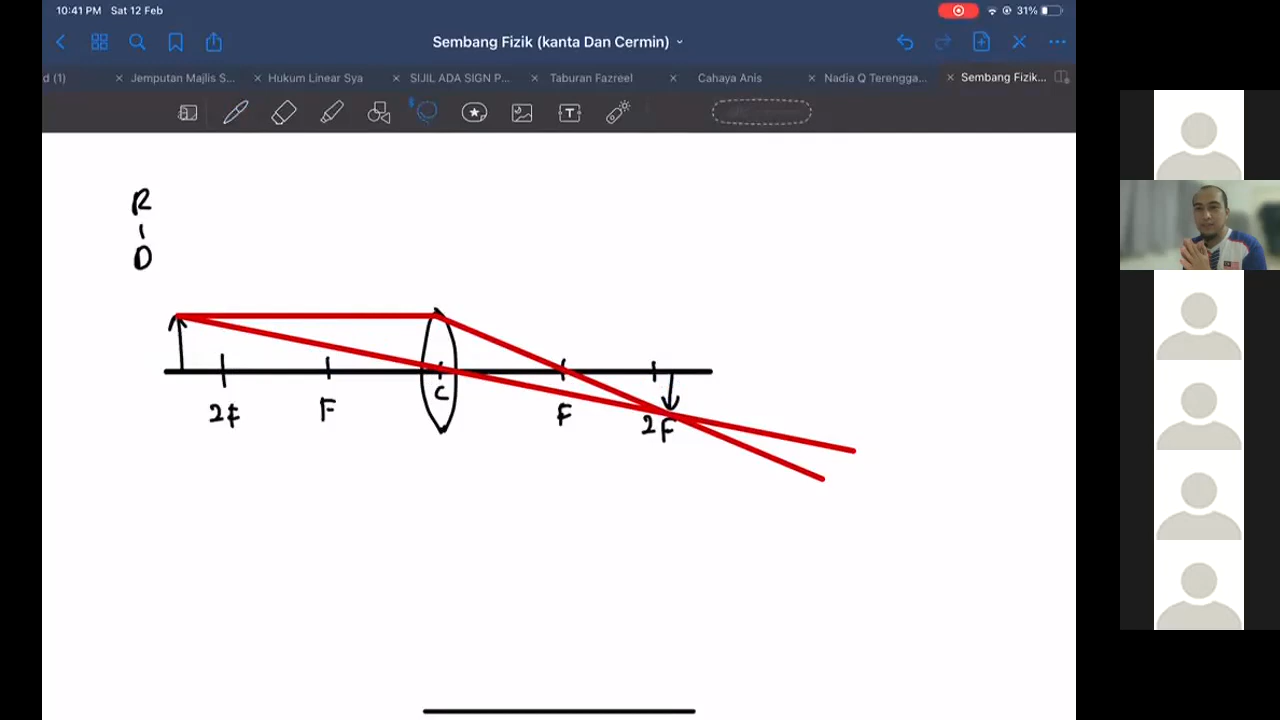 10:41 PM Sat 12 Feb
31%
Sembang Fizik (kanta Dan Cermin)
d (1)
Jemputan Majlis S...
Hukum Linear Sya
SIJIL ADA SIGN P...
Taburan Fazreel
Cahaya Anis
Nadia Q Terengga...
Sembang Fizik...
T
R
I
D
2F
F
C
F
2F